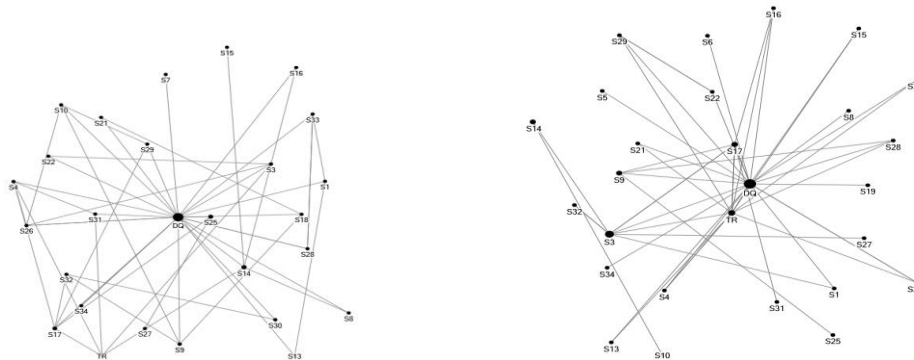 S15
S16
S7
S10
S21
S33
S29
S22
S3
S4
S1
S31
S25
S18
S26
DQ
S28
S14
S32
S34
S8
S30
S17
S27
S9
TR
S13
S16
S29
S6
S15
S22
S5
S8
S14
S17
S28
S21
S9
DQ
S19
S32
TR
S3
S27
S34
S4
S1
S31
S25
S13
S10